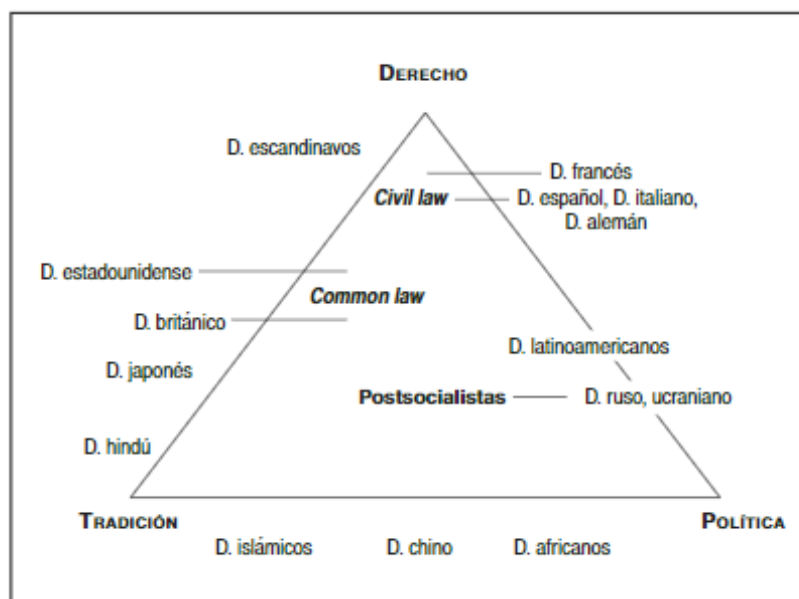 DERECHO
D. escandinavos
D. francés
Civil law
D. español, D. italiano,
D. alemán
D. estadounidense
Common law
D. británico
D. latinoamericanos
D. japonés
Postsocialistas
D. ruso, ucraniano
D. hindú
TRADICIÓN
POLÍTICA
D. islámicos
D. chino
D. africanos